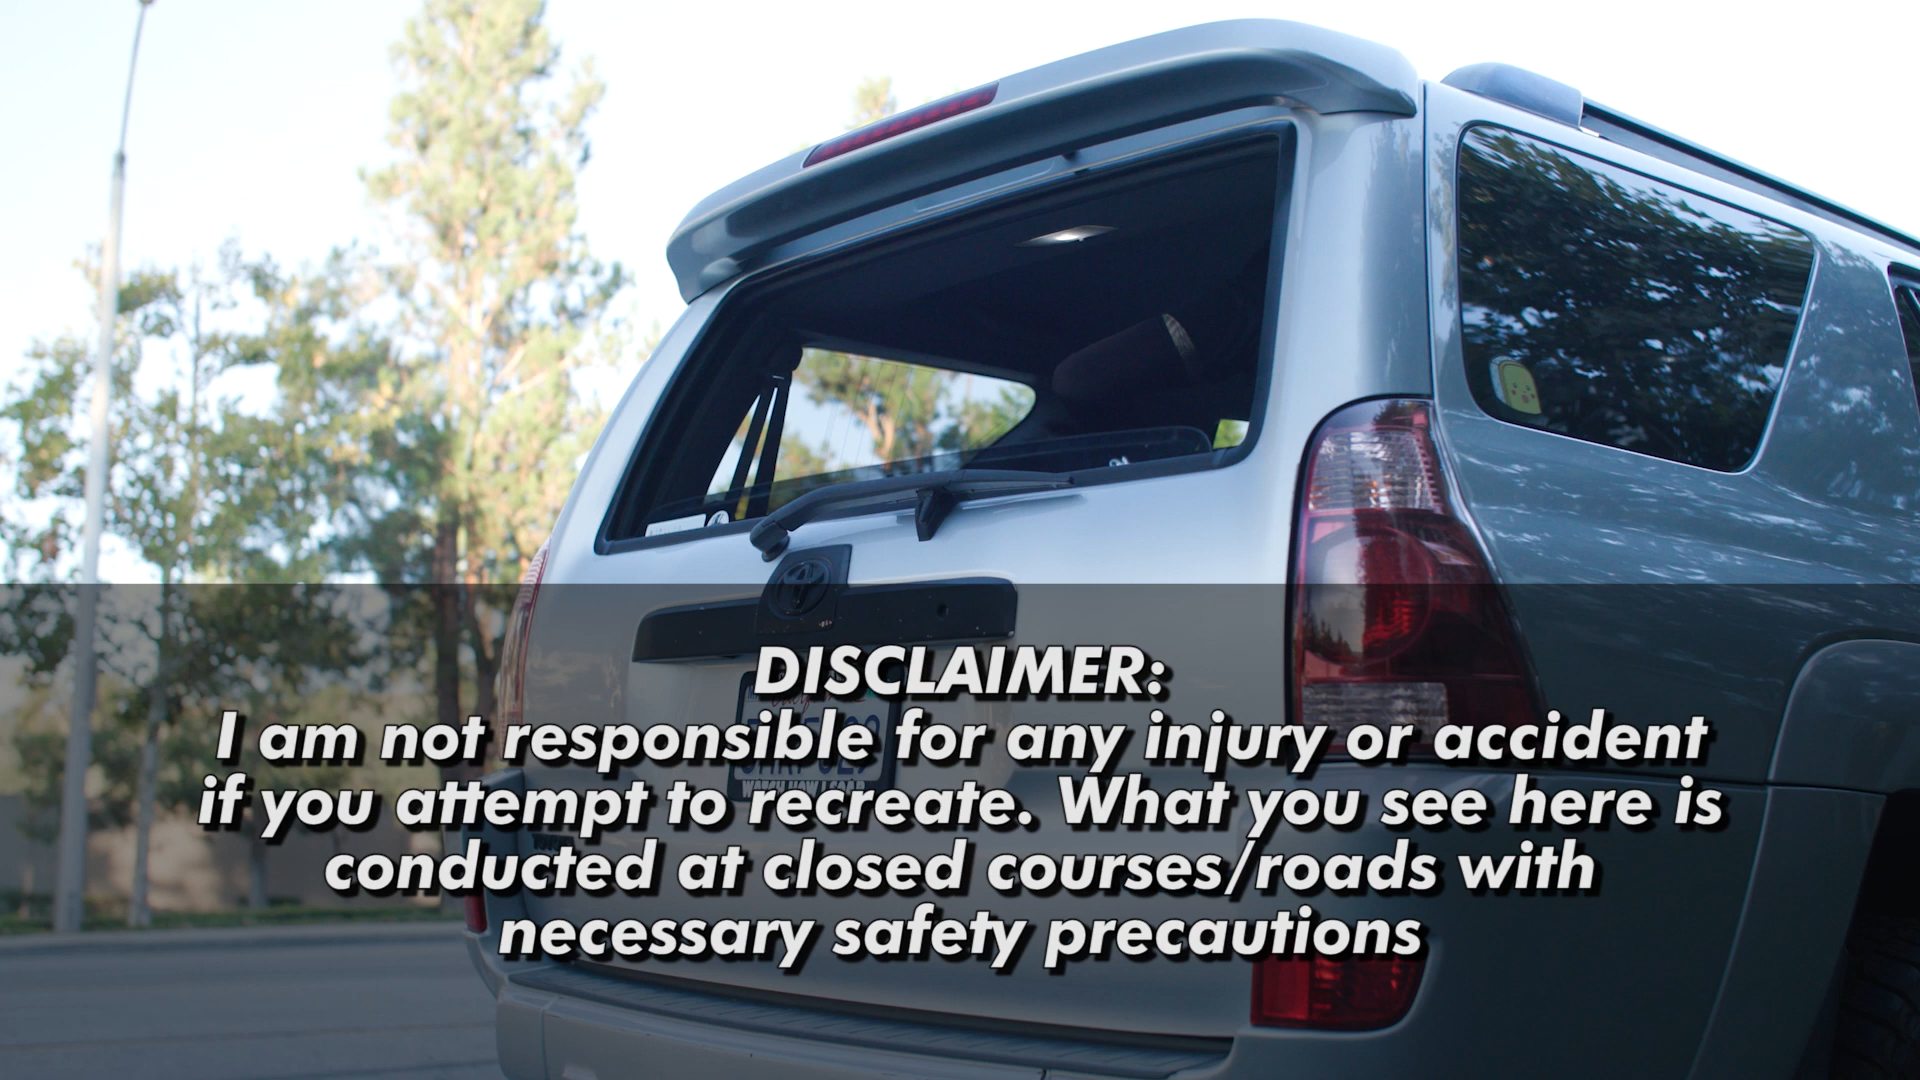 DISCLAIMER:
I am not responsible for any injury or accident
if you attempt to recreate. What you see here is
conducted at closed courses/roads with
necessary safety precautions